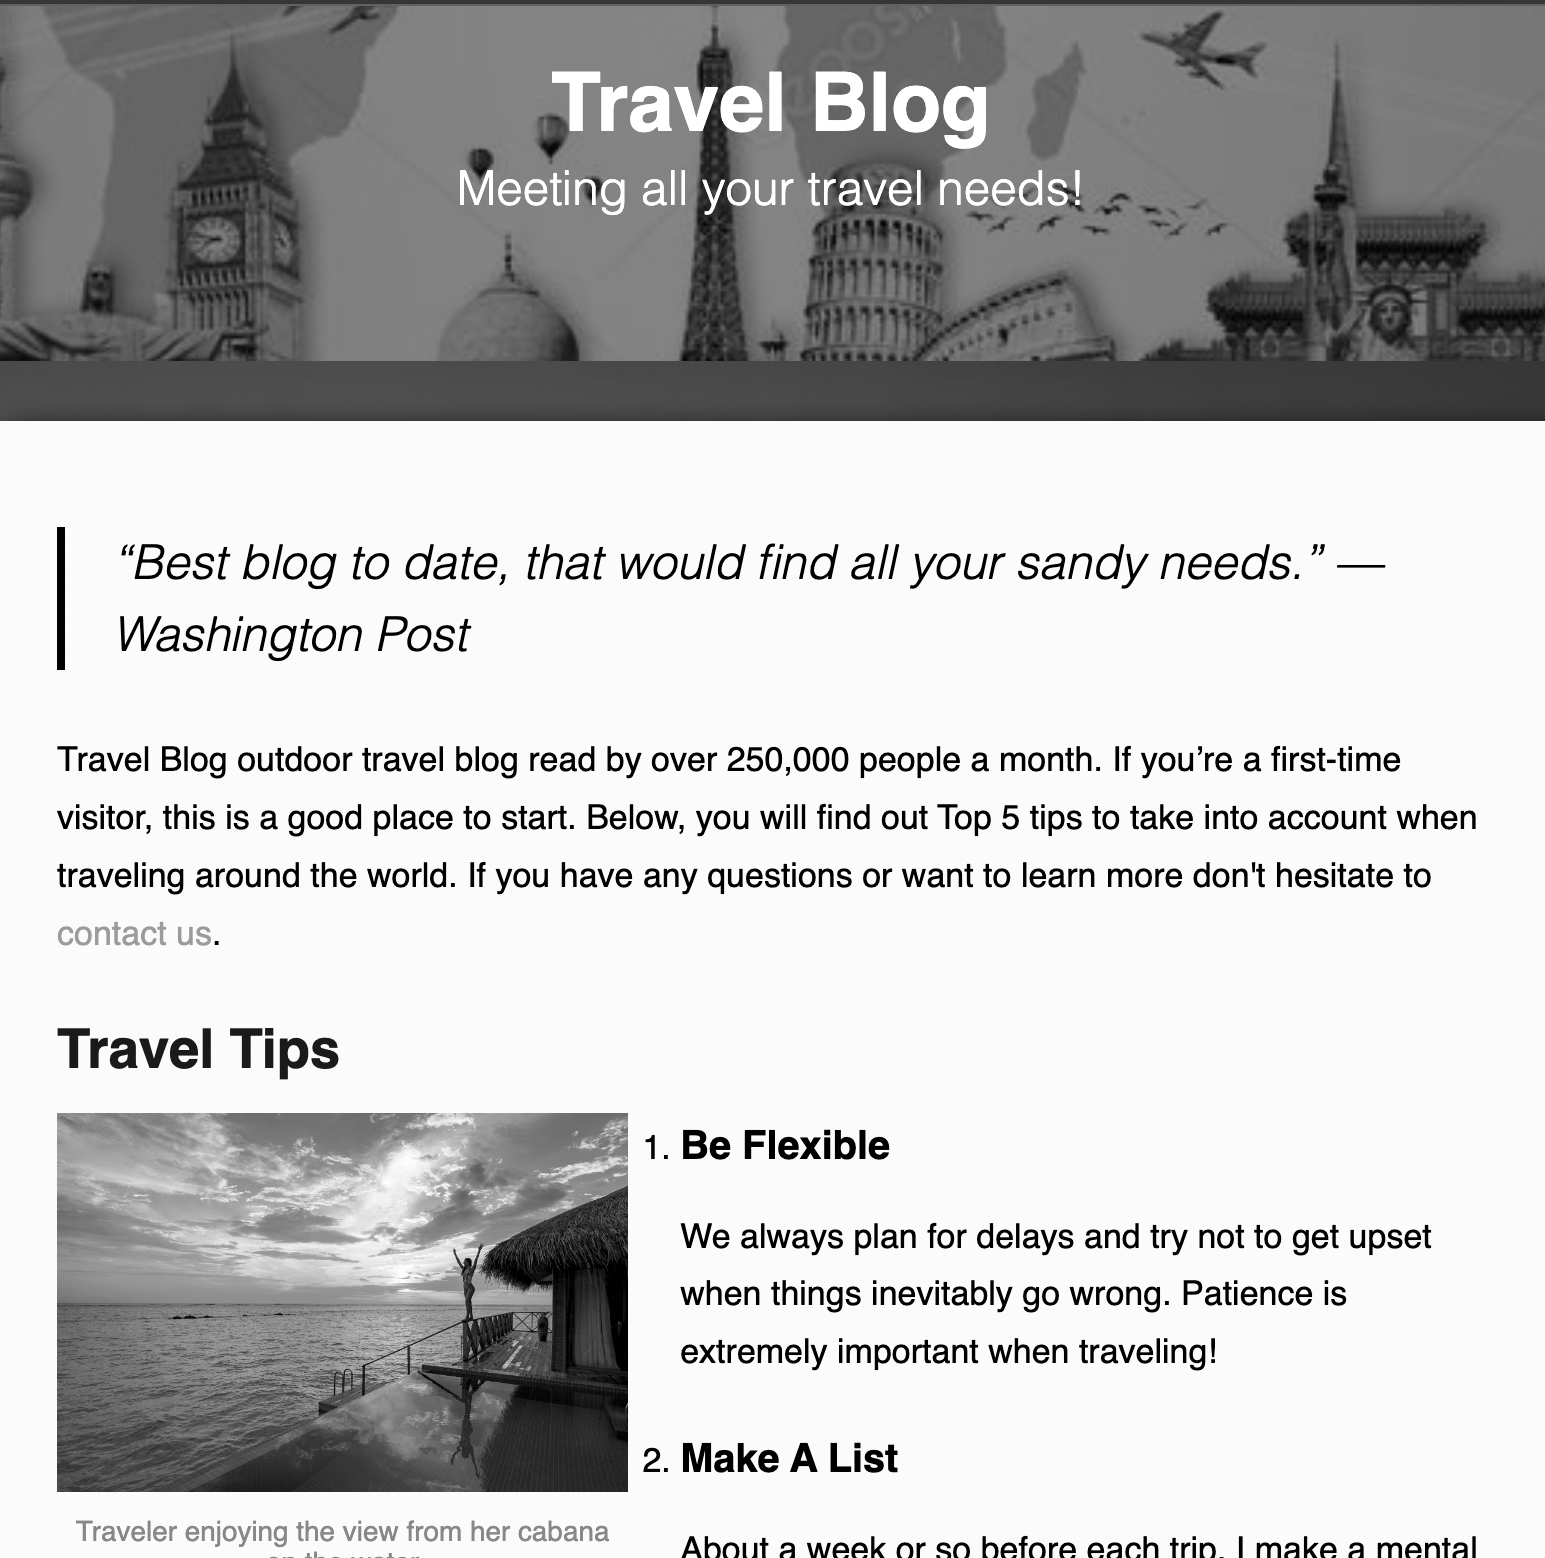 Travel Blog
Meeting all your travel needs!
“Best blog to date, that would find all your sandy needs.” —
Washington Post
Travel Blog outdoor travel blog read by over 250,000 people a month. If you’re a first-time
visitor, this is a good place to start. Below, you will find out Top 5 tips to take into account when
traveling around the world. If you have any questions or want to learn more don't hesitate to
contact us.
Travel Tips
1. Be Flexible
We always plan for delays and try not to get upset
when things inevitably go wrong. Patience is
extremely important when traveling!
2. Make A List
About a week or so before each trip, I make a mental
Traveler enjoying the view from her cabana
on the water